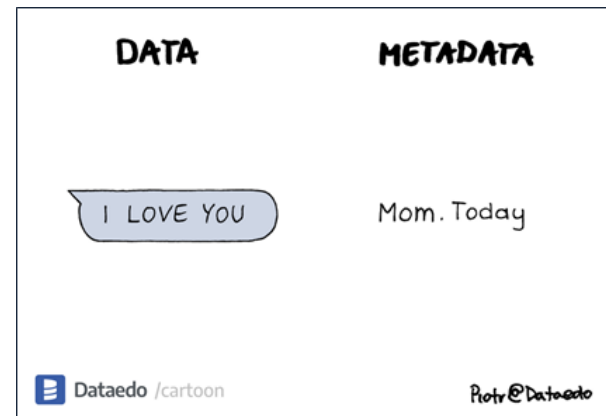 DATA
METADATA
I LOVE YOU
Mom. Today
Dataedo /cartoon
Piotr@Dataedo